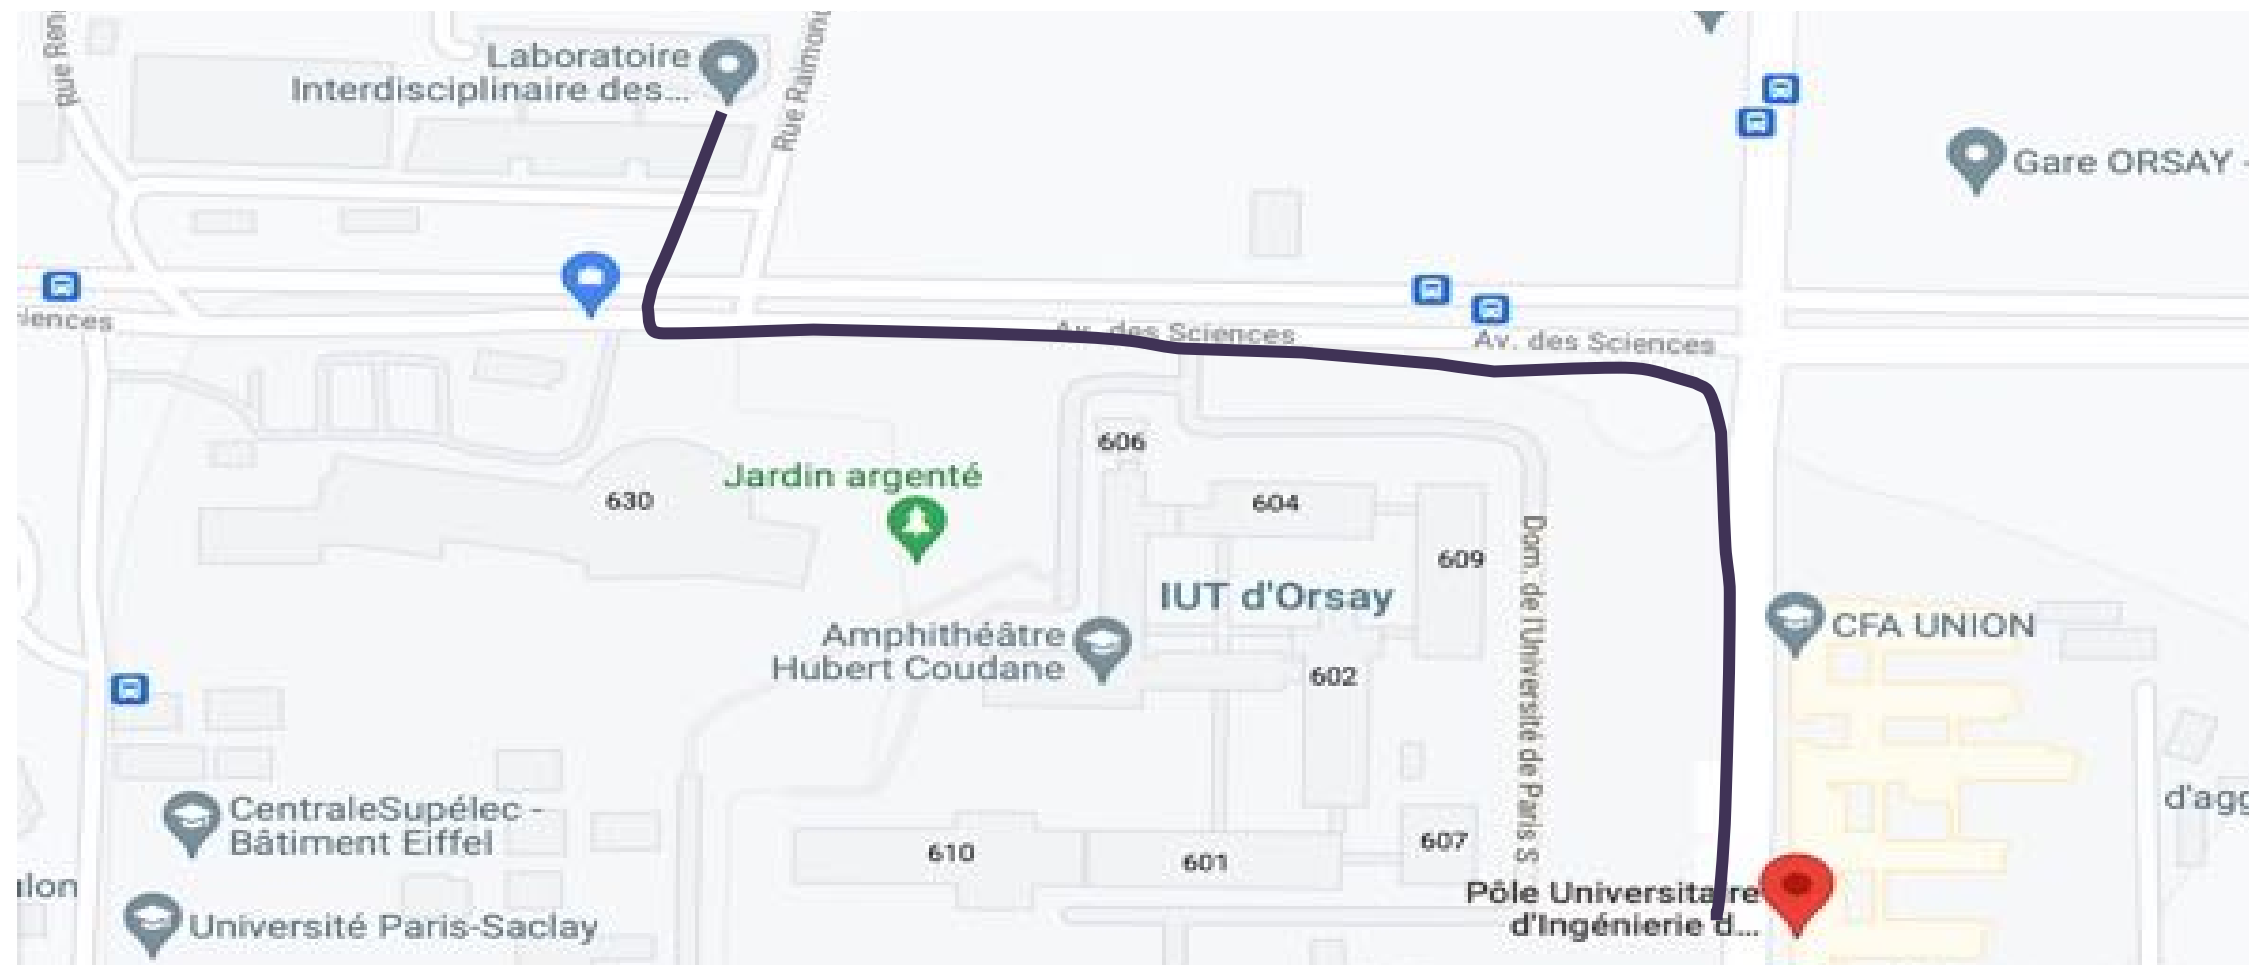 Rue Ren
Laboratoire
Interdisciplinaire des...
Rue Raimond
Gare ORSAY -
iences
Av. des Sciences
Av. des Sciences
606
Jardin argenté
630
604
609
IUT d'Orsay
Dom. de l'Université de Paris S
Amphithéâtre
Hubert Coudane
CFA UNION
602
CentraleSupélec -
Bâtiment Eiffel
d'agg
610
601
607
lon
Pôle Universitaire
d'Ingénierie d...
Université Paris-Saclay